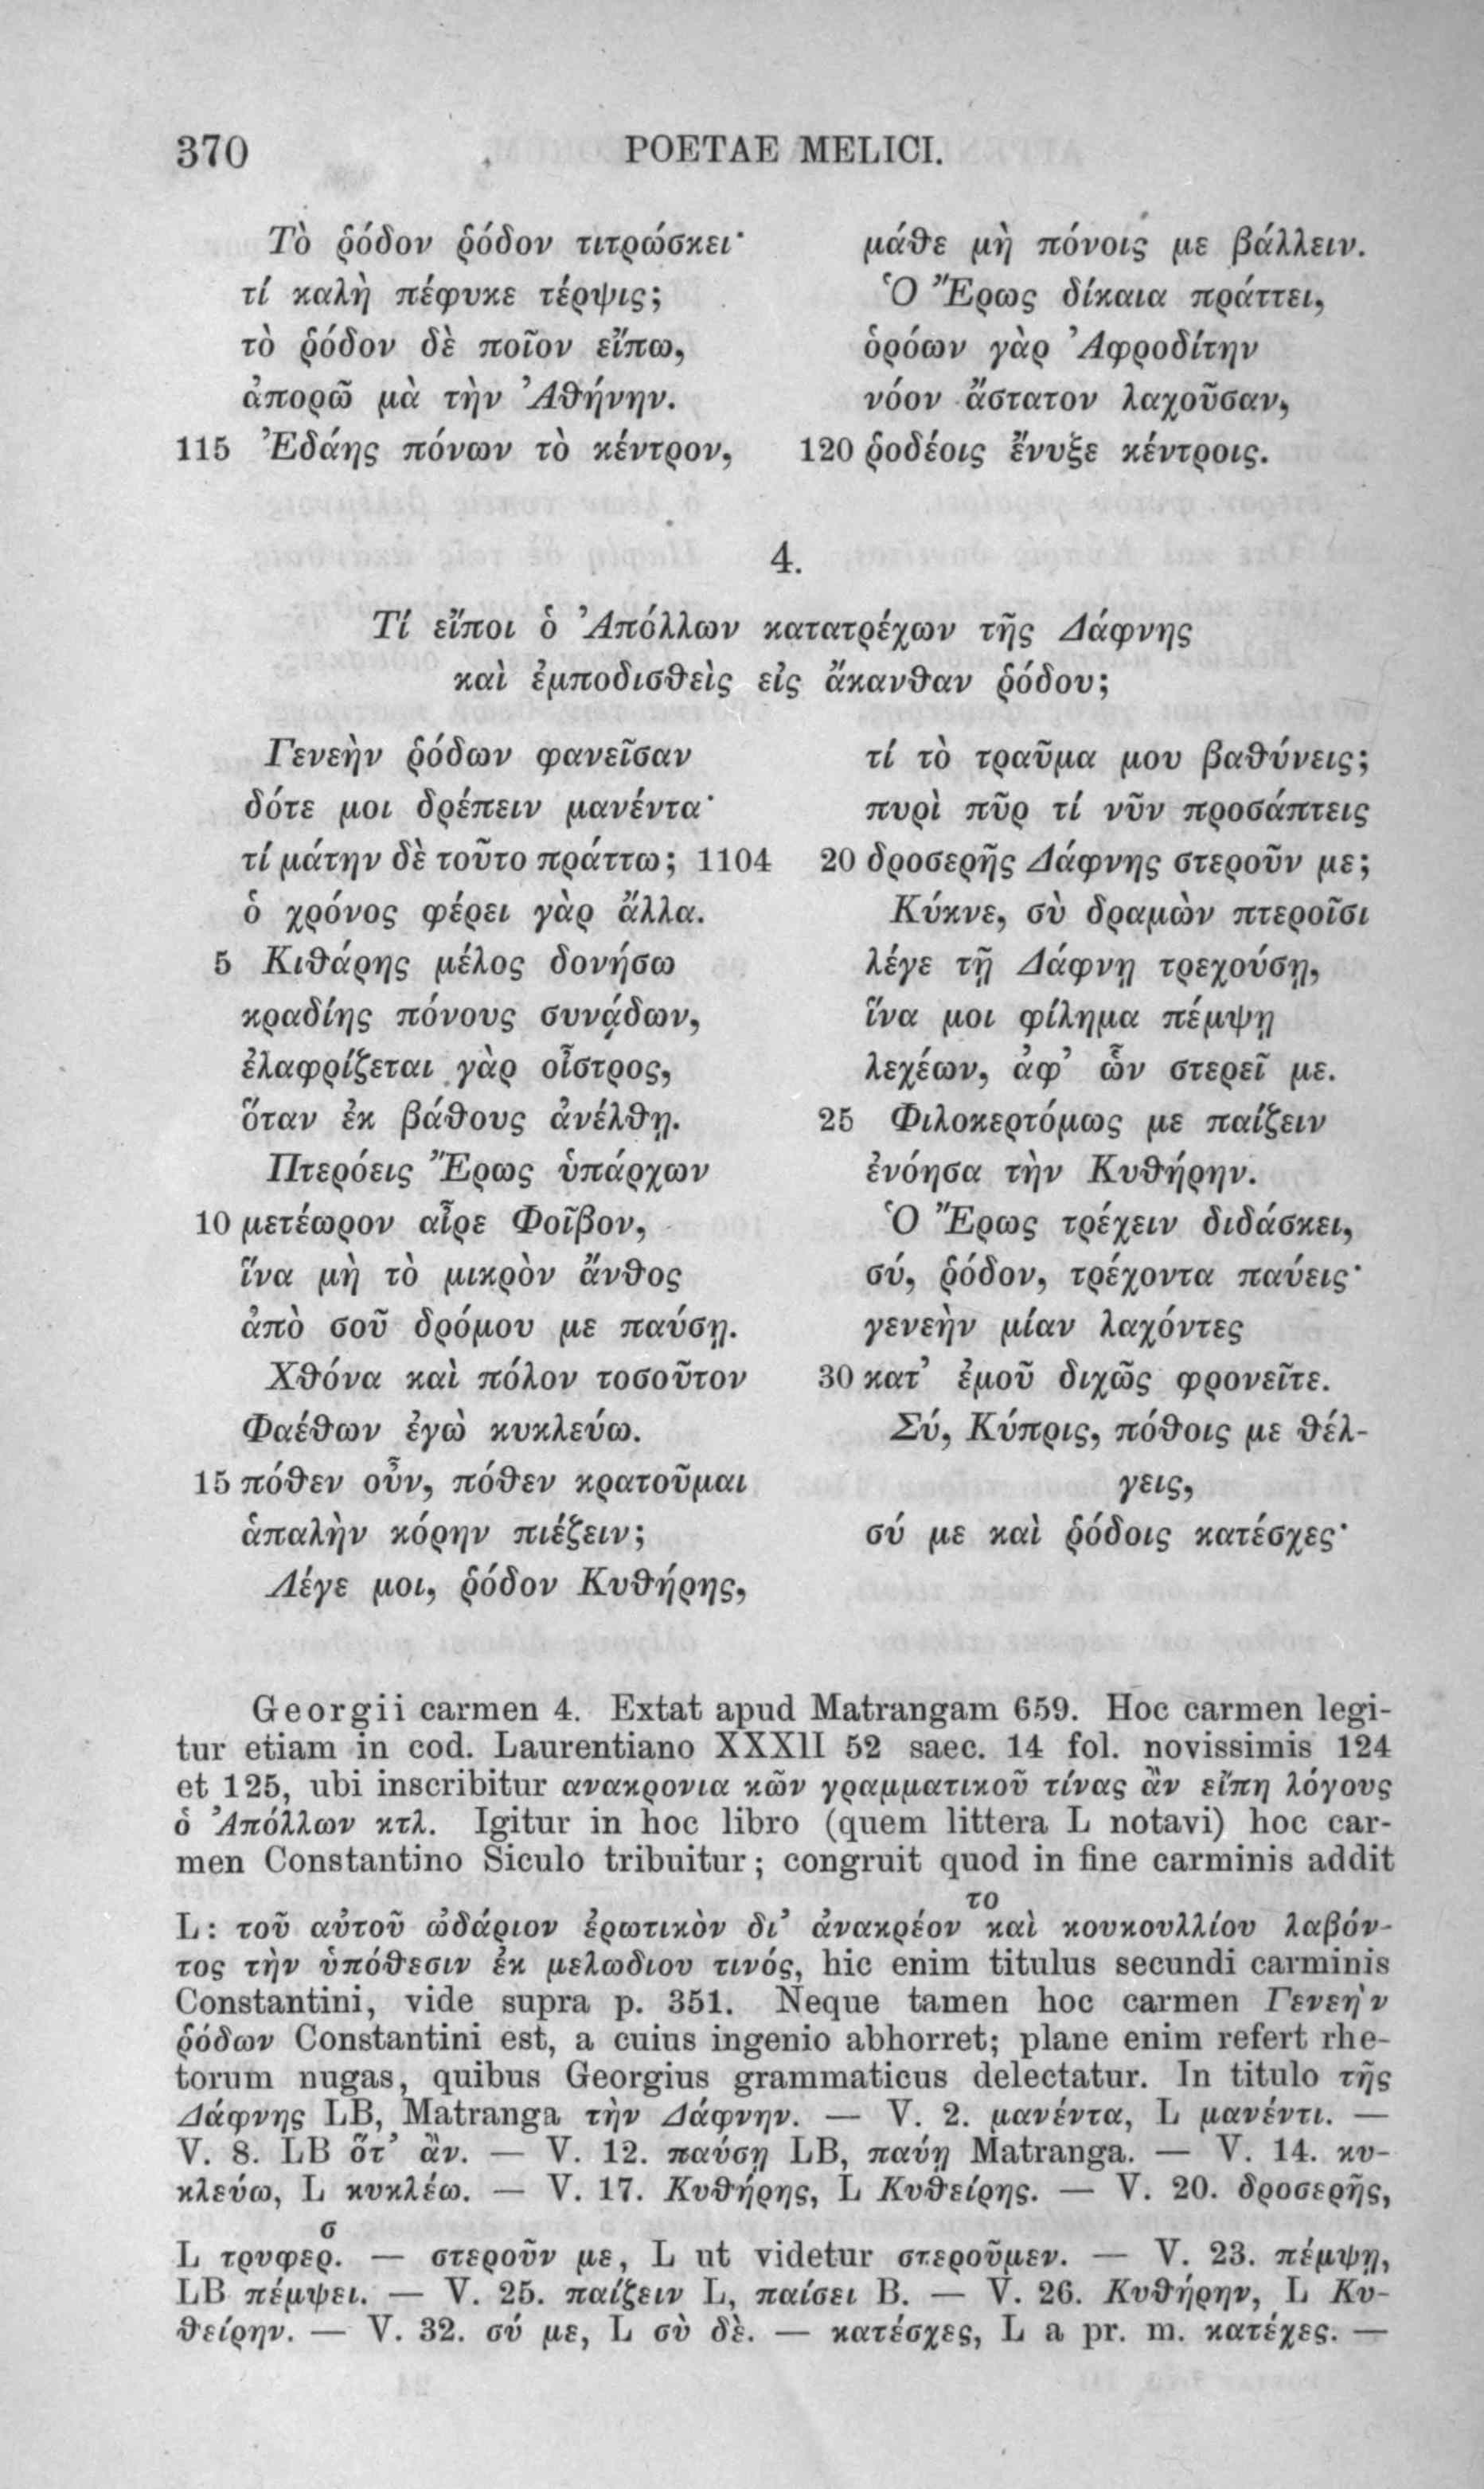 370 POETAE MELICI.
Τὸ ῥόδον ῥόδον τιτρώσκει·
τί καλὴ πέφυκε τέρψις;
τὸ ῥόδον δὲ ποῖον εἴπω,
ἀπορῶ μὰ τὴν Ἀθήνην.
115 Ἐδάης πόνων τὸ κέντρον,
μάθε μὴ πόνοις με βάλλειν.
Ὁ Ἔρως δίκαια πράττει,
ὁρόων γὰρ Ἀφροδίτην
νόον ἄστατον λαχοῦσαν,
120 ῥοδέοις ἔνυξε κέντροις.
4.
Τί εἴποι ὁ Ἀπόλλων κατατρέχων τῆς Δάφνης
καὶ ἐμποδισθεὶς εἰς ἄκανθαν ῥόδου;
Γενεὴν ῥόδων φανεῖσαν
δότε μοι δρέπειν μανέντα·
τί μάτην δὲ τοῦτο πράττω; 1104
ὁ χρόνος φέρει γὰρ ἄλλα.
5 Κιθάρης μέλος δονήσω
κραδίης πόνους συνᾴδων,
ἐλαφρίζεται γὰρ οἶστρος,
ὅταν ἐκ βάθους ἀνέλθῃ.
Πτερόεις Ἔρως ὑπάρχων
10 μετέωρον αἶρε Φοῖβον,
ἵνα μὴ τὸ μικρὸν ἄνθος
ἀπὸ σοῦ δρόμου με παύσῃ.
Χθόνα καὶ πόλον τοσοῦτον
Φαέθων ἐγὼ κυκλεύω.
15 πόθεν οὖν, πόθεν κρατοῦμαι
ἁπαλὴν κόρην πιέζειν;
Λέγε μοι, ῥόδον Κυθήρης,
τί τὸ τραῦμα μου βαθύνεις;
πυρὶ πῦρ τί νῦν προσάπτεις
20 δροσερῆς Δάφνης στεροῦν με;
Κύκνε, σὺ δραμὼν πτεροῖσι
λέγε τῇ Δάφνῃ τρεχούσῃ,
ἵνα μοι φίλημα πέμψῃ
λεχέων, ἀφ’ ὧν στερεῖ με.
25 Φιλοκερτόμως με παίζειν
ἐνόησα τὴν Κυθήρην.
Ὁ Ἔρως τρέχειν διδάσκει,
σύ, ῥόδον, τρέχοντα παύεις·
γενεὴν μίαν λαχόντες
30 κατ’ ἐμοῦ διχῶς φρονεῖτε.
Σύ, Κύπρις, πόθοις με θέλ-
γεις,
σύ με καὶ ῥόδοις κατέσχες·
Georgii carmen 4. Extat apud Matrangam 659. Hoc carmen legi-
tur etiam in cod. Laurentiano XXXII 52 saec. 14 fol. novissimis 124
et 125, ubi inscribitur ανακρονια κῶν γραμματικοῦ τίνας ἂν εἴπη λόγους
ὁ Ἀπόλλων κτλ. Igitur in hoc libro (quem littera L notavi) hoc car-
men Constantino Siculo tribuitur; congruit quod in fine carminis addit
το
L: τοῦ αὐτοῦ ᾠδάριον ἐρωτικὸν δι’ ἀνακρέον καὶ κουκουλλίου λαβόν-
τος τὴν ὑπόθεσιν ἐκ μελωδιου τινός, hic enim titulus secundi carminis
Constantini, vide supra p. 351. Neque tamen hoc carmen Γενεὴν
ῥόδων Constantini est, a cuius ingenio abhorret; plane enim refert rhe-
torum nugas, quibus Georgius grammaticus delectatur. In titulo τῆς
Δάφνης LB, Matranga τὴν Δάφνην. — V. 2. μανέντα, L μανέντι. —
V. 8. LB ὅτ’ ἂν. — V. 12. παύσῃ LB, παύῃ Matranga. — V. 14. κυ-
κλεύω, L κυκλέω. — V. 17. Κυθήρης, L Κυθείρης. — V. 20. δροσερῆς,
σ
L τρυφερ. — στεροῦν με, L ut videtur στεροῦμεν. — V. 23. πέμψῃ,
LB πέμψει. — V. 25. παίζειν L, παίσει B. — V. 26. Κυθήρην, L Κυ-
θείρην. — V. 32. σύ με, L σὺ δὲ. — κατέσχες, L a pr. m. κατέχες. —